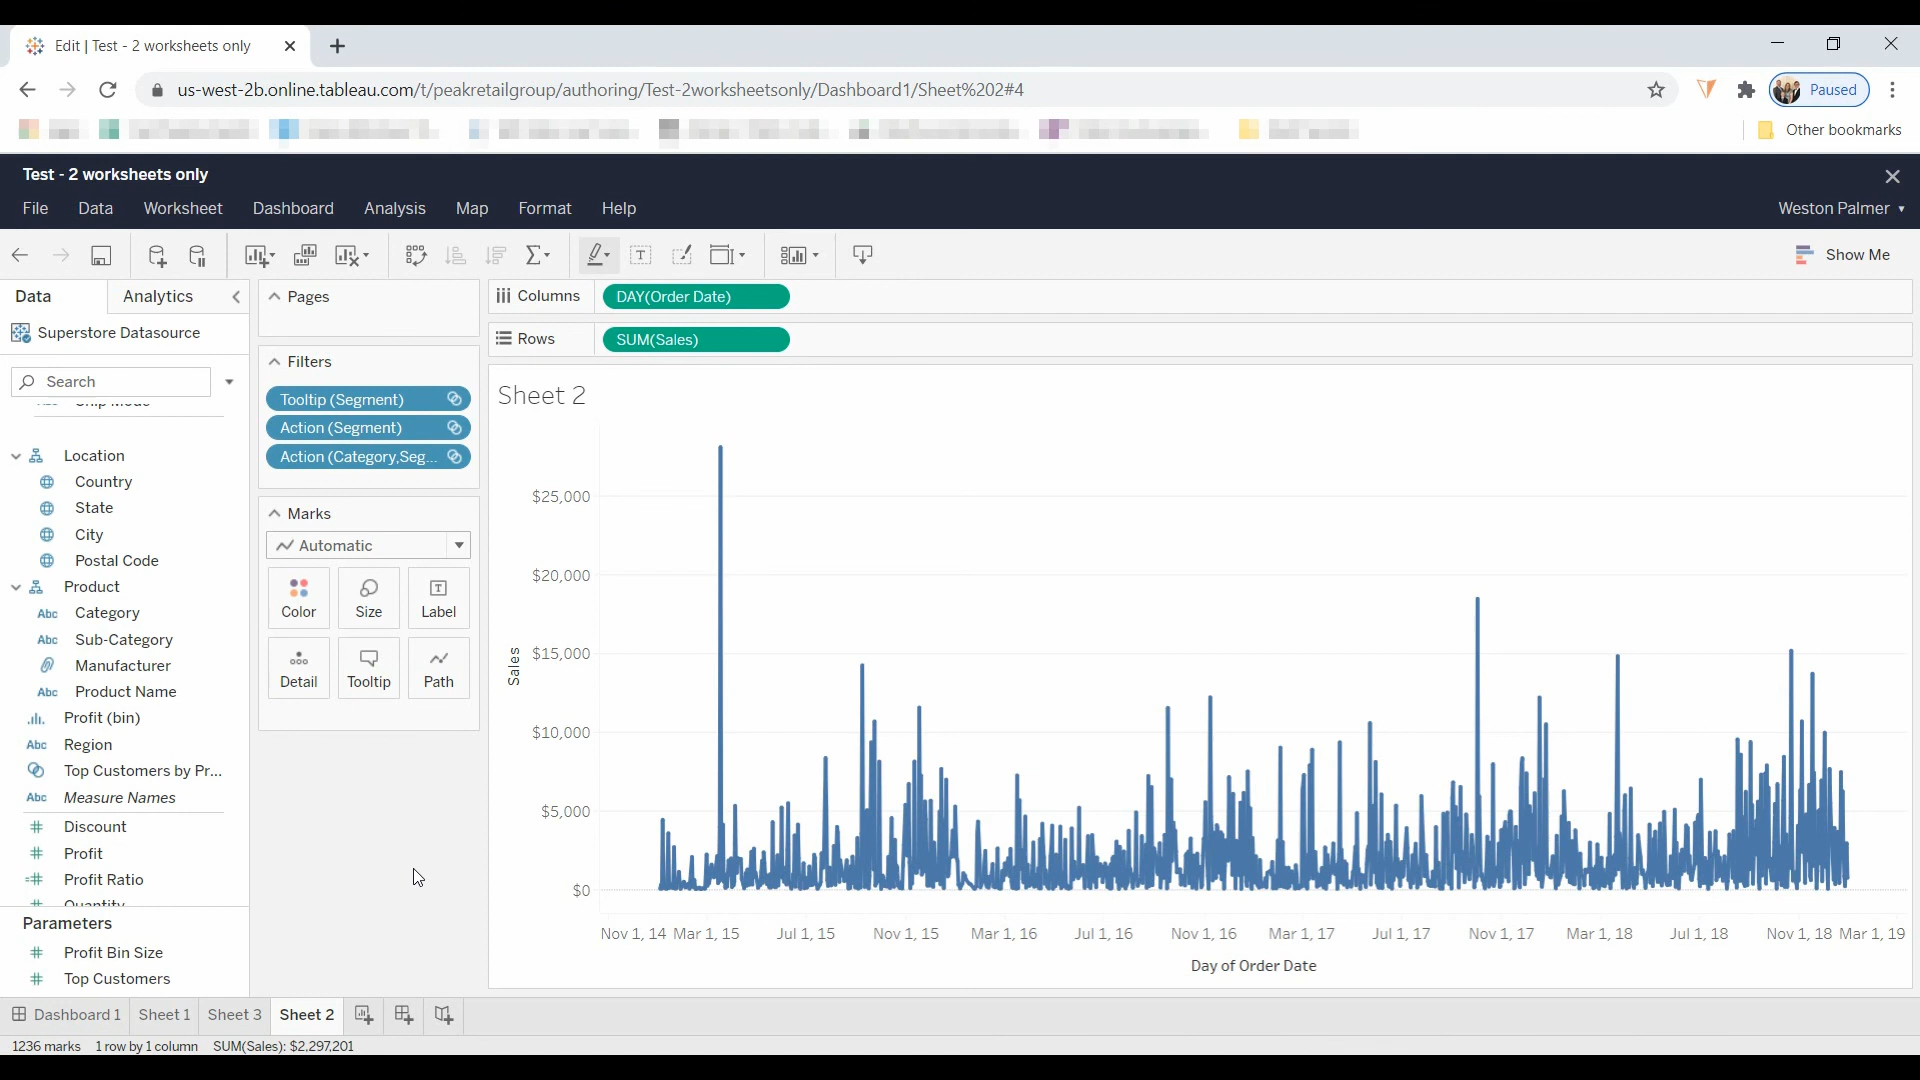 Edit | Test - 2 worksheets only
us-west-2b.online.tableau.com/t/peakretailgroup/authoring/Test-2worksheetsonly/Dashboard1/Sheet%202#4
Paused
Other bookmarks
Test - 2 worksheets only
File Data Worksheet Dashboard Analysis Map Format Help
Weston Palmer
Show Me
Data Analytics
Superstore Datasource
Search
Location
Country
State
City
Postal Code
Product
Abc Category
Abc Sub-Category
Manufacturer
Abc Product Name
Profit (bin)
Abc Region
Top Customers by Pr...
Abc Measure Names
Discount
Profit
Profit Ratio
Quantity
Parameters
Profit Bin Size
Top Customers
Pages
Filters
Tooltip (Segment)
Action (Segment)
Action (Category,Seg...
Marks
Automatic
Color Size Label
Detail Tooltip Path
Columns DAY(Order Date)
Rows SUM(Sales)
Sheet 2
Sales
$25,000
$20,000
$15,000
$10,000
$5,000
$0
Nov 1, 14 Mar 1, 15 Jul 1, 15 Nov 1, 15 Mar 1, 16 Jul 1, 16 Nov 1, 16 Mar 1, 17 Jul 1, 17 Nov 1, 17 Mar 1, 18 Jul 1, 18 Nov 1, 18 Mar 1, 19
Day of Order Date
Dashboard 1 Sheet 1 Sheet 3 Sheet 2
1236 marks 1 row by 1 column SUM(Sales): $2,297,201